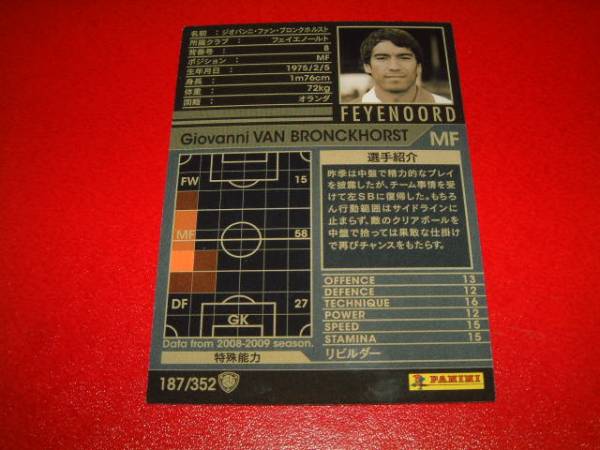 名前 : ジオバンニ・ファン・ブロンクホルスト
所属クラブ : フェイエノールト
背番号 : 8
ポジション : MF
生年月日 : 1975/2/5
身長 : 1m76cm
体重 : 72kg
国籍 : オランダ
FEYENOORD
Giovanni VAN BRONCKHORST MF
FW 15
MF 58
DF 27
GK
Data from 2008-2009 season.
特殊能力
選手紹介
昨季は中盤で精力的なプレイ
を披露したが、チーム事情を受
けて左SBに復帰した。もちろ
ん行動範囲はサイドラインに
止まらず、敵のクリアボールを
中盤で拾っては果敢な仕掛け
で再びチャンスをもたらす。
OFFENCE 13
DEFENCE 12
TECHNIQUE 16
POWER 12
SPEED 15
STAMINA 15
リビルダー
187/352
PANINI